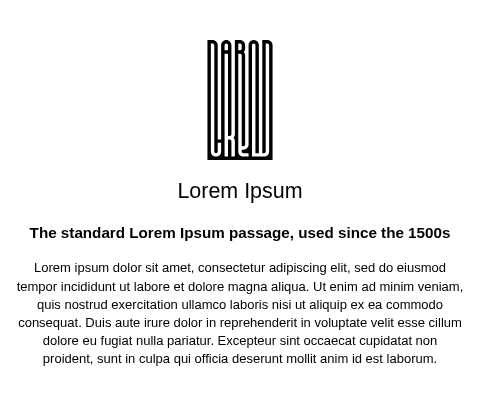 DAROD
crew
Lorem Ipsum
The standard Lorem Ipsum passage, used since the 1500s
Lorem ipsum dolor sit amet, consectetur adipiscing elit, sed do eiusmod
tempor incididunt ut labore et dolore magna aliqua. Ut enim ad minim veniam,
quis nostrud exercitation ullamco laboris nisi ut aliquip ex ea commodo
consequat. Duis aute irure dolor in reprehenderit in voluptate velit esse cillum
dolore eu fugiat nulla pariatur. Excepteur sint occaecat cupidatat non
proident, sunt in culpa qui officia deserunt mollit anim id est laborum.